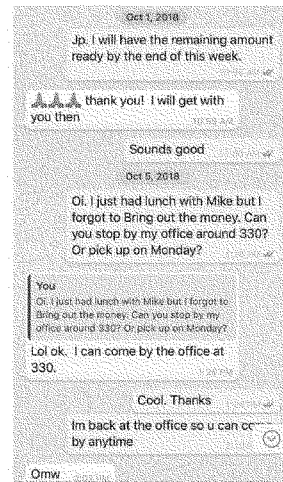 Oct 1, 2018
Jp. I will have the remaining amount
ready by the end of this week.
🙏🙏🙏 thank you! I will get with
you then
10:55 AM
Sounds good
Oct 5, 2018
Oi. I just had lunch with Mike but I
forgot to Bring out the money. Can
you stop by my office around 330?
Or pick up on Monday?
You
Oi. I just had lunch with Mike but I forgot to
Bring out the money. Can you stop by my
office around 330? Or pick up on Monday?
Lol ok. I can come by the office at
330.
PM
Cool. Thanks
Im back at the office so u can
by anytime
Omw
PM